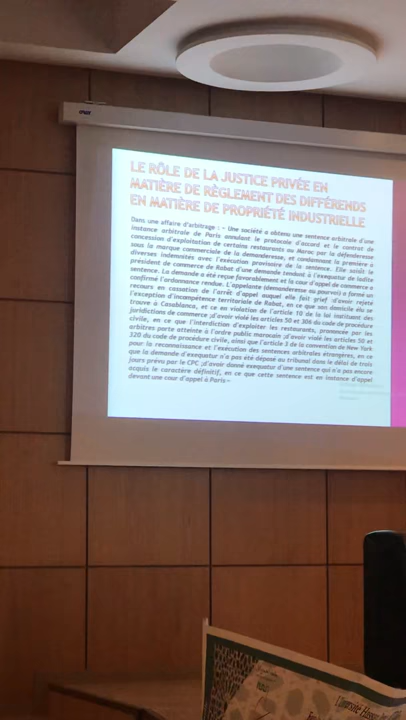 LE RÔLE DE LA JUSTICE PRIVÉE EN
MATIÈRE DE RÈGLEMENT DES DIFFÉRENDS
EN MATIÈRE DE PROPRIÉTÉ INDUSTRIELLE
Dans une affaire d'arbitrage : « Une société a obtenu une sentence arbitrale d'une
instance arbitrale de Paris annulant le protocole d'accord et le contrat de
concession d'exploitation de certains restaurants au Maroc par la défenderesse
sous la marque commerciale de la demanderesse, et condamnant la première à
diverses indemnités avec l'exécution provisoire de la sentence. Elle saisit le
président de commerce de Rabat d'une demande tendant à l'exequatur de ladite
sentence. La demande a été reçue favorablement et la cour d'appel de commerce a
confirmé l'ordonnance rendue. L'appelante (demanderesse au pourvoi) a formé un
recours en cassation de l'arrêt d'appel auquel elle fait grief :d'avoir rejeté
l'exception d'incompétence territoriale de Rabat, en ce que son domicile élu se
trouve à Casablanca, et ce en violation de l'article 10 de la loi instituant des
juridictions de commerce ;d'avoir violé les articles 50 et 306 du code de procédure
civile, en ce que l'interdiction d'exploiter les restaurants, prononcée par les
arbitres porte atteinte à l'ordre public marocain ;d'avoir violé les articles 50 et
320 du code de procédure civile, ainsi que l'article 3 de la convention de New York
pour la reconnaissance et l'exécution des sentences arbitrales étrangères, en ce
que la demande d'exequatur n'a pas été déposé au tribunal dans le délai de trois
jours prévu par le CPC ;d'avoir donné exequatur d'une sentence qui n'a pas encore
acquis le caractère définitif, en ce que cette sentence est en instance d'appel
devant une cour d'appel à Paris »